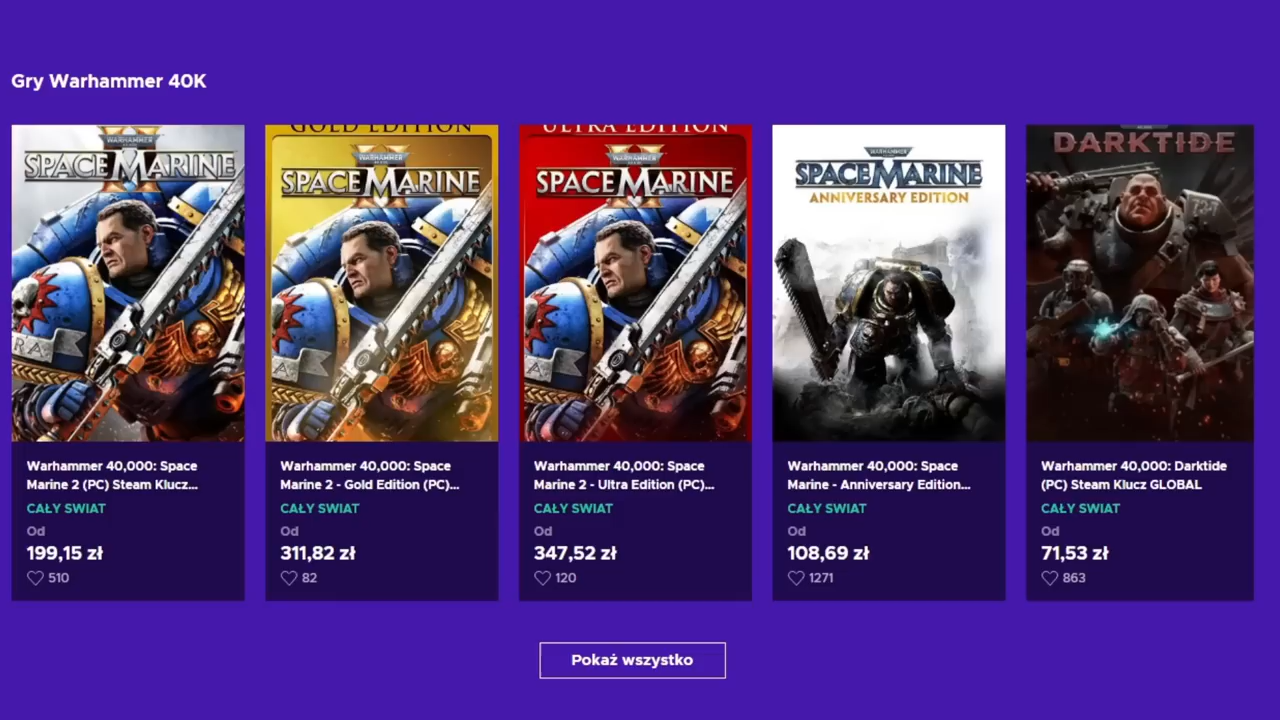 Gry Warhammer 40K
WARHAMMER
SPACE MARINE
GOLD EDITION
WARHAMMER
SPACE MARINE
ULTRA EDITION
WARHAMMER
SPACE MARINE
WARHAMMER
SPACE MARINE
ANNIVERSARY EDITION
DARKTIDE
Warhammer 40,000: Space
Marine 2 (PC) Steam Klucz...
CAŁY SWIAT
Od
199,15 zł
510
Warhammer 40,000: Space
Marine 2 - Gold Edition (PC)...
CAŁY SWIAT
Od
311,82 zł
82
Warhammer 40,000: Space
Marine 2 - Ultra Edition (PC)...
CAŁY SWIAT
Od
347,52 zł
120
Warhammer 40,000: Space
Marine - Anniversary Edition...
CAŁY SWIAT
Od
108,69 zł
1271
Warhammer 40,000: Darktide
(PC) Steam Klucz GLOBAL
CAŁY SWIAT
Od
71,53 zł
863
Pokaż wszystko